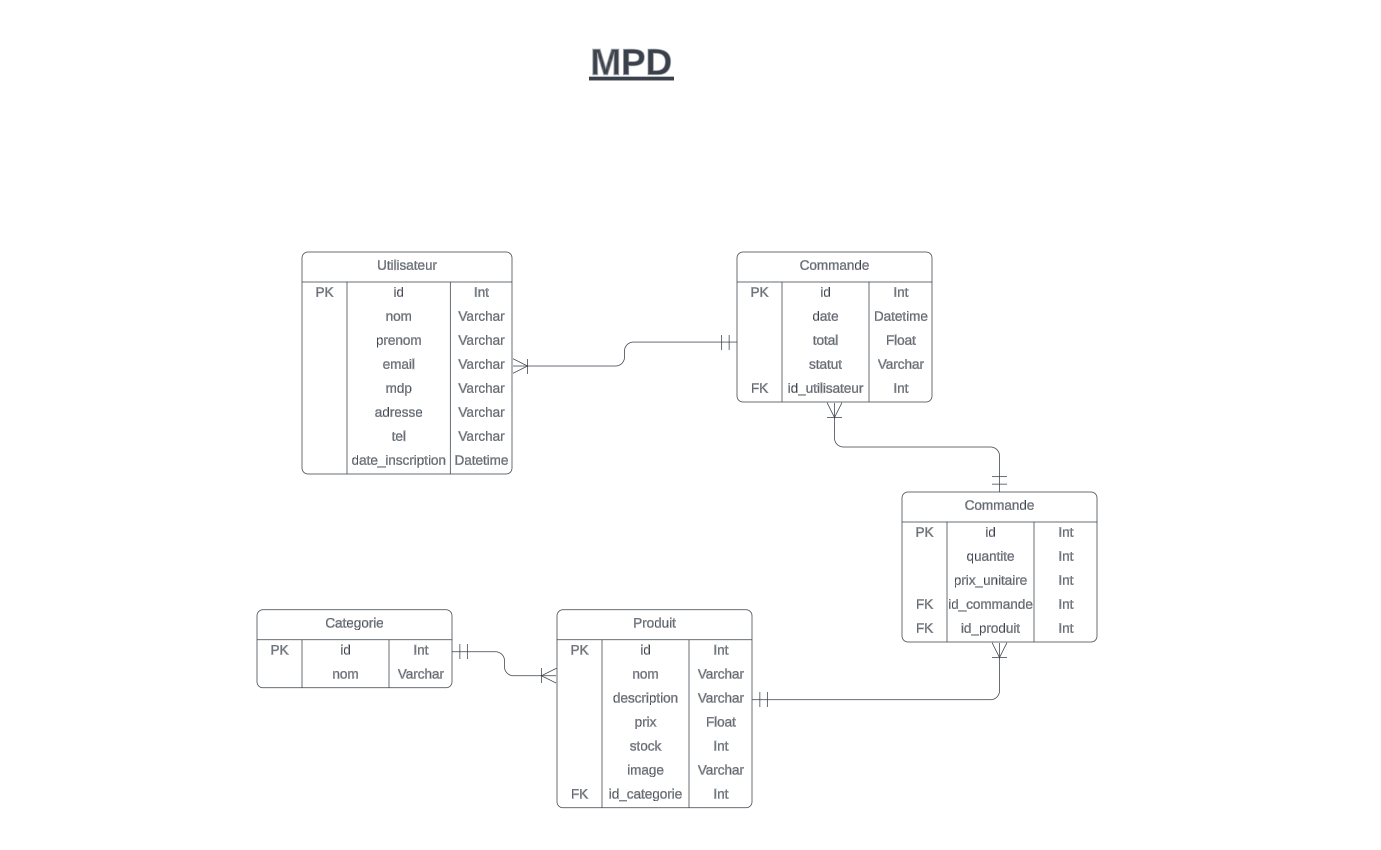 MPD
Utilisateur
PK id Int
nom Varchar
prenom Varchar
email Varchar
mdp Varchar
adresse Varchar
tel Varchar
date_inscription Datetime
Commande
PK id Int
date Datetime
total Float
statut Varchar
FK id_utilisateur Int
Commande
PK id Int
quantite Int
prix_unitaire Int
FK id_commande Int
FK id_produit Int
Categorie
PK id Int
nom Varchar
Produit
PK id Int
nom Varchar
description Varchar
prix Float
stock Int
image Varchar
FK id_categorie Int